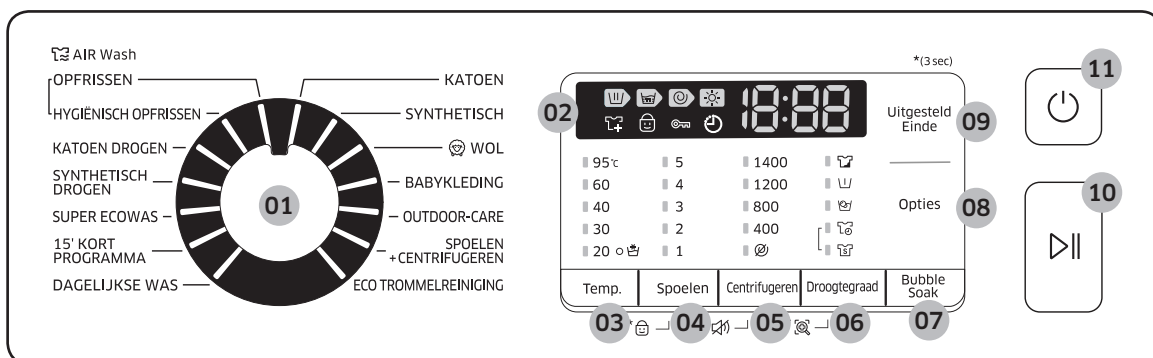 AIR Wash
OPFRISSEN
HYGIËNISCH OPFRISSEN
KATOEN DROGEN
SYNTHETISCH
DROGEN
SUPER ECOWAS
15' KORT
PROGRAMMA
DAGELIJKSE WAS
01
KATOEN
SYNTHETISCH
WOL
BABYKLEDING
OUTDOOR-CARE
SPOELEN
+CENTRIFUGEREN
ECO TROMMELREINIGING
*(3 sec)
02
18:88
95℃ 5 1400
60 4 1200
40 3 800
30 2 400
20 1
Temp. Spoelen Centrifugeren Droogtegraad Bubble
Soak
03 * 04 05 06 07
Uitgesteld
Einde
09
Opties
08
11
10